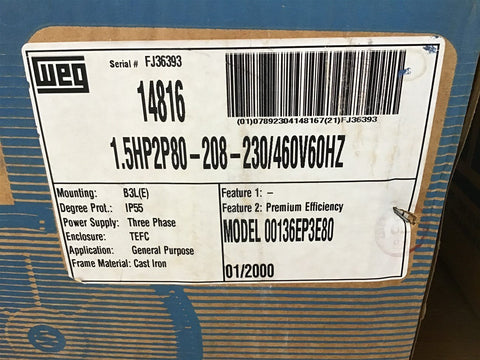 weg
Serial # FJ36393
14816
(01)07892304148167(21)FJ36393
1.5HP2P80-208-230/460V60HZ
Mounting: B3L(E)
Degree Prot.: IP55
Power Supply: Three Phase
Enclosure: TEFC
Application: General Purpose
Frame Material: Cast Iron
Feature 1: -
Feature 2: Premium Efficiency
MODEL 00136EP3E80
01/2000